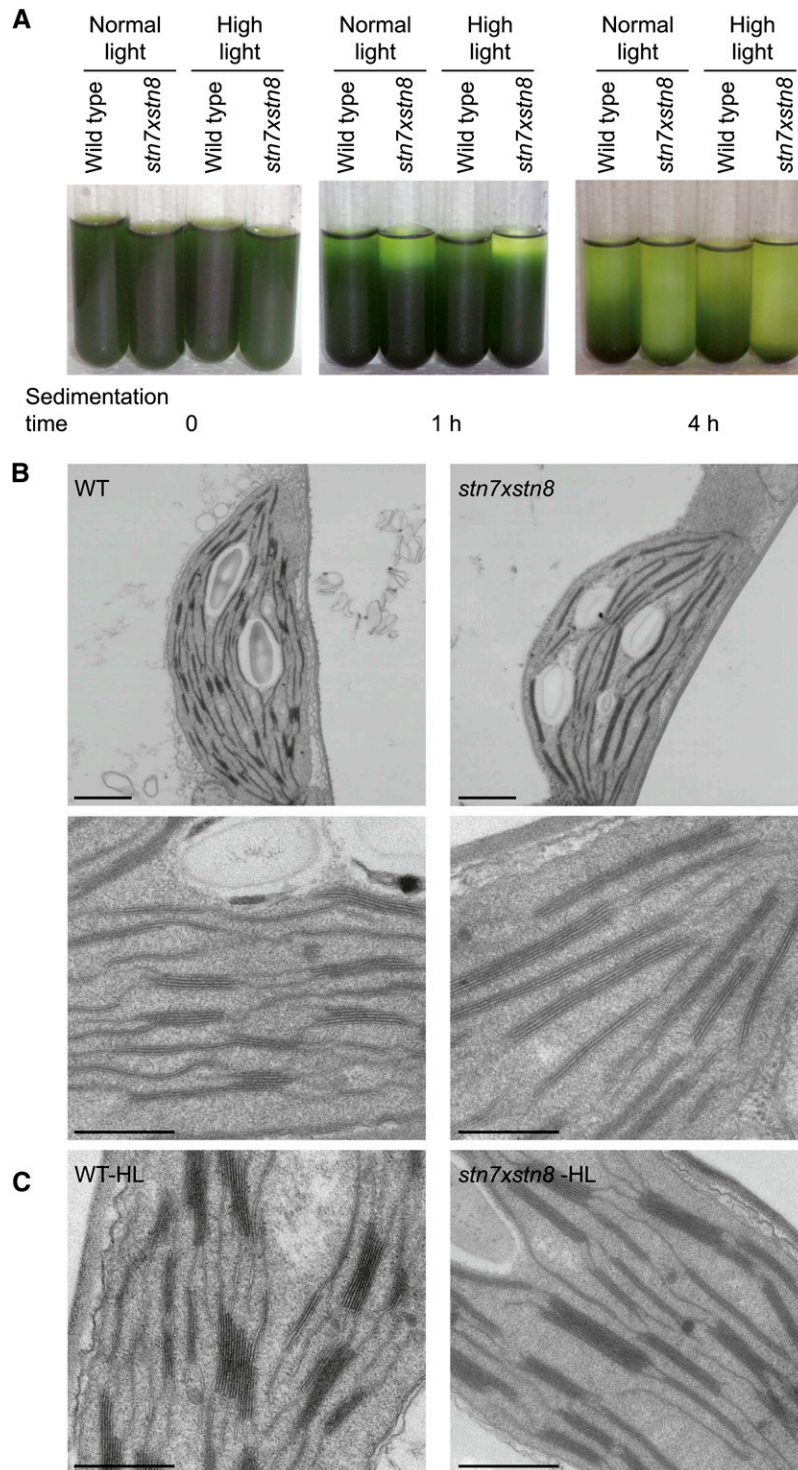 A
Normal light
High light
Normal light
High light
Normal light
High light
Wild type
stn7xstn8
Wild type
stn7xstn8
Wild type
stn7xstn8
Wild type
stn7xstn8
Wild type
stn7xstn8
Wild type
stn7xstn8
Sedimentation
time 0 1 h 4 h
B
WT
stn7xstn8
C
WT-HL
stn7xstn8 -HL